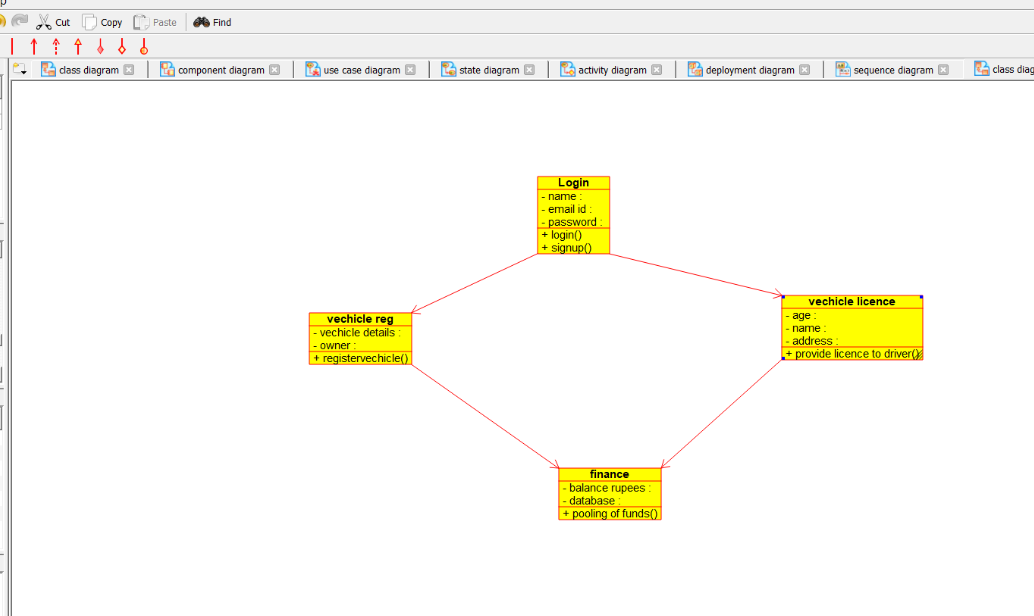 Cut Copy Paste Find
class diagram component diagram use case diagram state diagram activity diagram deployment diagram sequence diagram class diag
Login
- name :
- email id :
- password :
+ login()
+ signup()
vechicle reg
- vechicle details :
- owner :
+ registervechicle()
vechicle licence
- age :
- name :
- address :
+ provide licence to driver()
finance
- balance rupees :
- database :
+ pooling of funds()